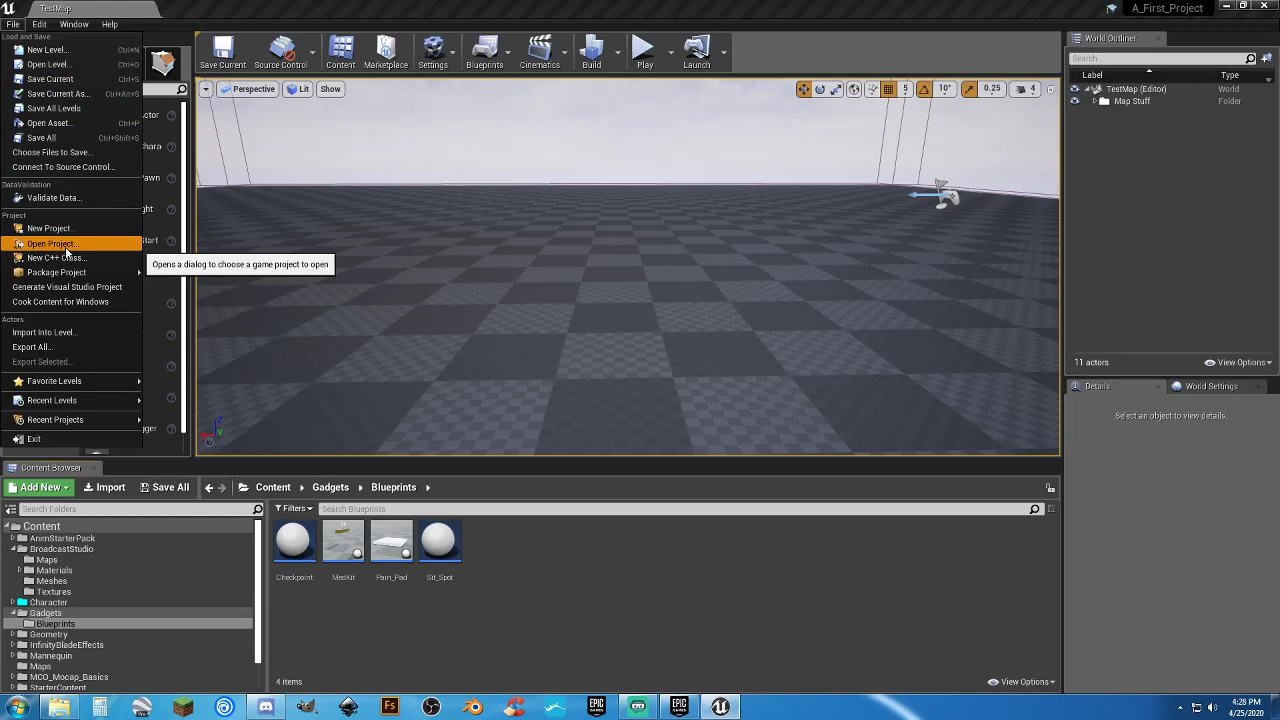 TestMap
A_First_Project
File Edit Window Help
Load and Save
New Level... Ctrl+N
Open Level... Ctrl+O
Save Current Ctrl+S
Save Current As... Ctrl+Alt+S
Save All Levels
Open Asset... Ctrl+P
Save All Ctrl+Shift+S
Choose Files to Save...
Connect To Source Control...
DataValidation
Validate Data...
Project
New Project...
Open Project...
Opens a dialog to choose a game project to open
Package Project
Generate Visual Studio Project
Cook Content for Windows
Actors
Import Into Level...
Export All...
Export Selected...
Favorite Levels
Recent Levels
Recent Projects
Exit
Save Current Source Control Content Marketplace Settings Blueprints Cinematics Build Play Launch
Perspective Lit Show
5 10° 0.25 4
World Outliner
Search...
Label Type
TestMap (Editor) World
Map Stuff Folder
11 actors View Options
Details World Settings
Select an object to view details.
Content Browser
Add New Import Save All Content Gadgets Blueprints
Search Folders Filters Search Blueprints
Content
AnimStarterPack
BroadcastStudio
Maps
Materials
Meshes
Textures
Character
Gadgets
Blueprints
Geometry
InfinityBladeEffects
Mannequin
Maps
MCO_Mocap_Basics
StarterContent
Checkpoint MedKit Pain_Pad Sit_Spot
4 items View Options
4:28 PM
4/25/2020